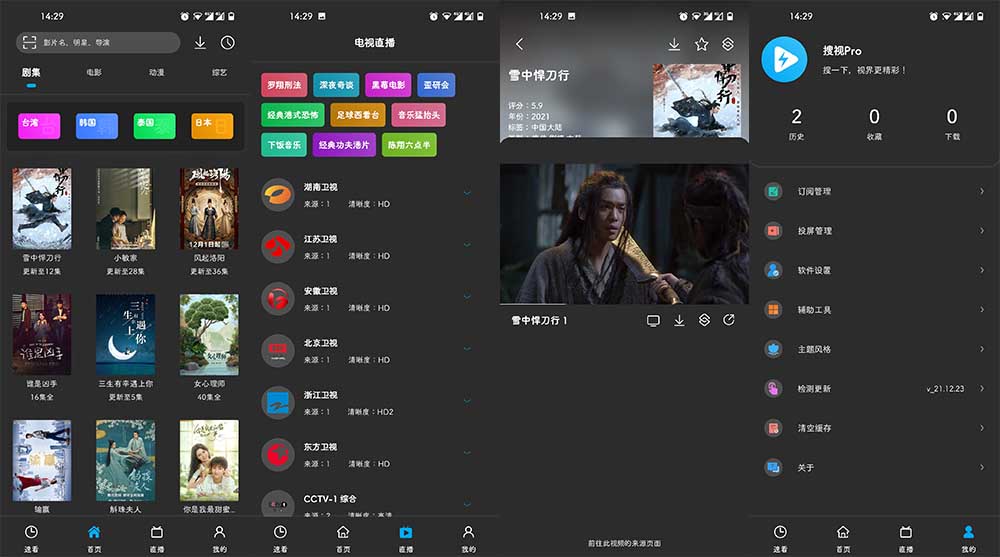 14:29
影片名、明星、导演
剧集 电影 动漫 综艺
台湾 韩国 泰国 日本
雪中悍刀行 小敏家 风起洛阳
更新至12集 更新至28集 更新至36集
12月1日起
谁是凶手 三生有幸遇上你 女心理师
16集全 更新至5集 40集全
输赢 斛珠夫人 你是我最甜蜜...
速看 首页 直播 我的
14:29
电视直播
罗翔刑法 深夜奇谈 黑莓电影 亚研会
经典港式恐怖 足球西看台 音乐猛抬头
下饭音乐 经典功夫港片 陈翔六点半
湖南卫视
来源：1 清晰度：HD
江苏卫视
来源：1 清晰度：HD
安徽卫视
来源：1 清晰度：HD
北京卫视
来源：1 清晰度：HD
浙江卫视
来源：1 清晰度：HD2
东方卫视
来源：1 清晰度：HD
CCTV-1 综合
速看 首页 直播 我的
14:29
雪中悍刀行
评分：5.9
年份：2021
标签：中国大陆
雪中悍刀行 1
前往此视频的来源页面
14:29
搜视Pro
搜一下，视界更精彩！
2 0 0
历史 收藏 下载
订阅管理
投屏管理
软件设置
辅助工具
主题风格
检测更新 v_21.12.23
清空缓存
关于
速看 首页 直播 我的